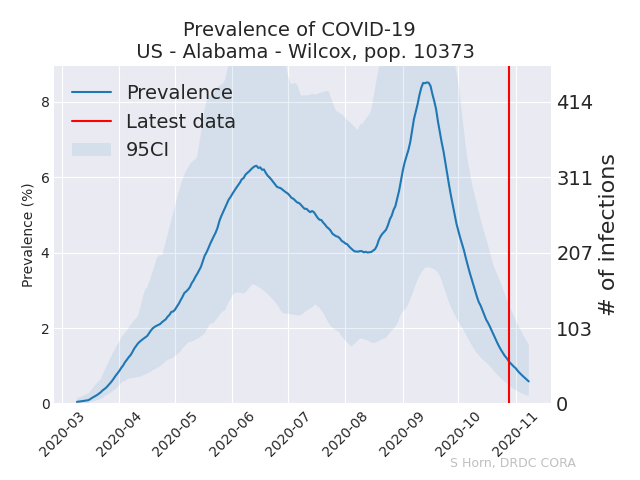 Prevalence of COVID-19
US - Alabama - Wilcox, pop. 10373
Prevalence
Latest data
95CI
Prevalence (%)
8
6
4
2
0
414
311
207
103
0
# of infections
2020-03
2020-04
2020-05
2020-06
2020-07
2020-08
2020-09
2020-10
2020-11
S Horn, DRDC CORA